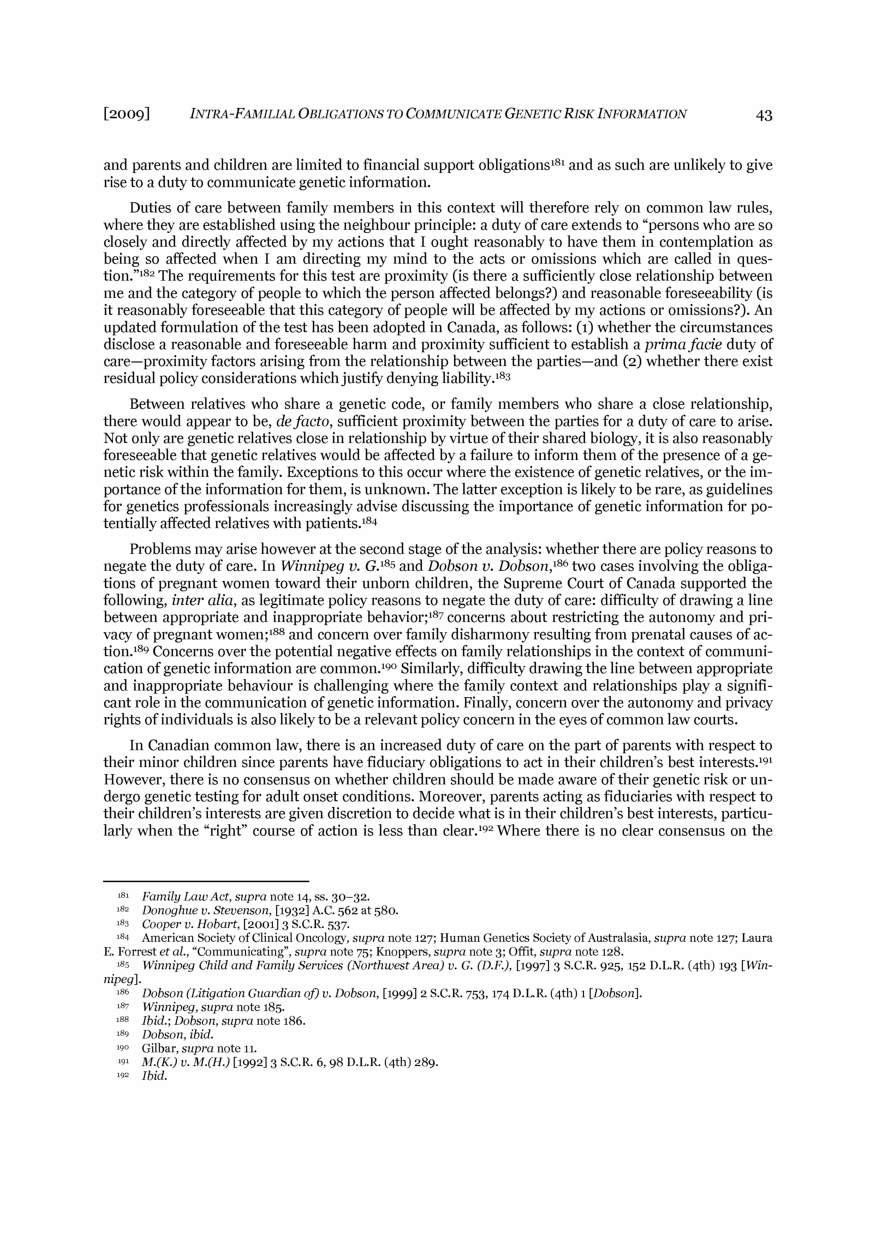 [2009] INTRA-FAMILIAL OBLIGATIONS TO COMMUNICATE GENETIC RISK INFORMATION 43
and parents and children are limited to financial support obligations181 and as such are unlikely to give
rise to a duty to communicate genetic information.
Duties of care between family members in this context will therefore rely on common law rules,
where they are established using the neighbour principle: a duty of care extends to “persons who are so
closely and directly affected by my actions that I ought reasonably to have them in contemplation as
being so affected when I am directing my mind to the acts or omissions which are called in ques-
tion.”182 The requirements for this test are proximity (is there a sufficiently close relationship between
me and the category of people to which the person affected belongs?) and reasonable foreseeability (is
it reasonably foreseeable that this category of people will be affected by my actions or omissions?). An
updated formulation of the test has been adopted in Canada, as follows: (1) whether the circumstances
disclose a reasonable and foreseeable harm and proximity sufficient to establish a prima facie duty of
care—proximity factors arising from the relationship between the parties—and (2) whether there exist
residual policy considerations which justify denying liability.183
Between relatives who share a genetic code, or family members who share a close relationship,
there would appear to be, de facto, sufficient proximity between the parties for a duty of care to arise.
Not only are genetic relatives close in relationship by virtue of their shared biology, it is also reasonably
foreseeable that genetic relatives would be affected by a failure to inform them of the presence of a ge-
netic risk within the family. Exceptions to this occur where the existence of genetic relatives, or the im-
portance of the information for them, is unknown. The latter exception is likely to be rare, as guidelines
for genetics professionals increasingly advise discussing the importance of genetic information for po-
tentially affected relatives with patients.184
Problems may arise however at the second stage of the analysis: whether there are policy reasons to
negate the duty of care. In Winnipeg v. G.185 and Dobson v. Dobson,186 two cases involving the obliga-
tions of pregnant women toward their unborn children, the Supreme Court of Canada supported the
following, inter alia, as legitimate policy reasons to negate the duty of care: difficulty of drawing a line
between appropriate and inappropriate behavior;187 concerns about restricting the autonomy and pri-
vacy of pregnant women;188 and concern over family disharmony resulting from prenatal causes of ac-
tion.189 Concerns over the potential negative effects on family relationships in the context of communi-
cation of genetic information are common.190 Similarly, difficulty drawing the line between appropriate
and inappropriate behaviour is challenging where the family context and relationships play a signifi-
cant role in the communication of genetic information. Finally, concern over the autonomy and privacy
rights of individuals is also likely to be a relevant policy concern in the eyes of common law courts.
In Canadian common law, there is an increased duty of care on the part of parents with respect to
their minor children since parents have fiduciary obligations to act in their children’s best interests.191
However, there is no consensus on whether children should be made aware of their genetic risk or un-
dergo genetic testing for adult onset conditions. Moreover, parents acting as fiduciaries with respect to
their children’s interests are given discretion to decide what is in their children’s best interests, particu-
larly when the “right” course of action is less than clear.192 Where there is no clear consensus on the
181 Family Law Act, supra note 14, ss. 30–32.
182 Donoghue v. Stevenson, [1932] A.C. 562 at 580.
183 Cooper v. Hobart, [2001] 3 S.C.R. 537.
184 American Society of Clinical Oncology, supra note 127; Human Genetics Society of Australasia, supra note 127; Laura
E. Forrest et al., “Communicating”, supra note 75; Knoppers, supra note 3; Offit, supra note 128.
185 Winnipeg Child and Family Services (Northwest Area) v. G. (D.F.), [1997] 3 S.C.R. 925, 152 D.L.R. (4th) 193 [Win-
nipeg].
186 Dobson (Litigation Guardian of) v. Dobson, [1999] 2 S.C.R. 753, 174 D.L.R. (4th) 1 [Dobson].
187 Winnipeg, supra note 185.
188 Ibid.; Dobson, supra note 186.
189 Dobson, ibid.
190 Gilbar, supra note 11.
191 M.(K.) v. M.(H.) [1992] 3 S.C.R. 6, 98 D.L.R. (4th) 289.
192 Ibid.